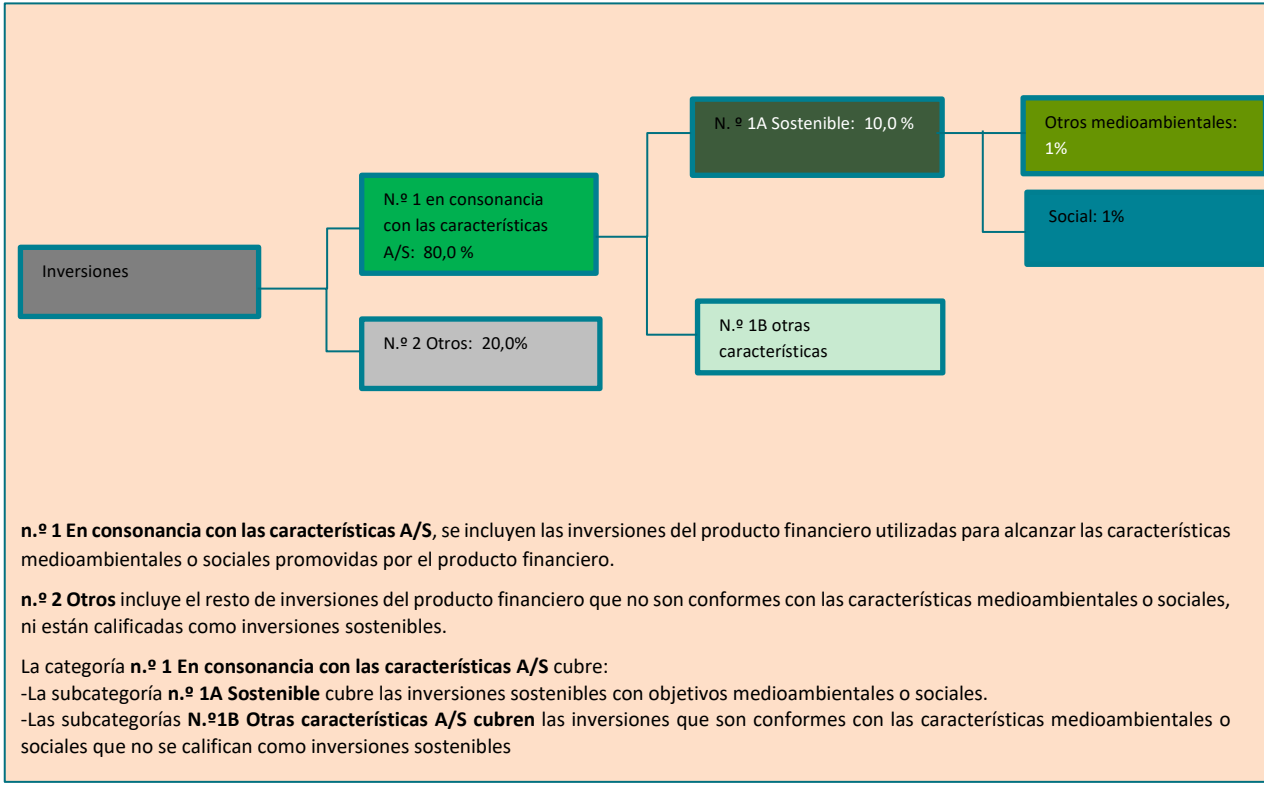 Inversiones
N.º 1 en consonancia
con las características
A/S:  80,0 %
N.º 2 Otros:  20,0%
N. º 1A Sostenible:  10,0 %
N.º 1B otras
características
Otros medioambientales:
1%
Social: 1%
n.º 1 En consonancia con las características A/S, se incluyen las inversiones del producto financiero utilizadas para alcanzar las características
medioambientales o sociales promovidas por el producto financiero.
n.º 2 Otros incluye el resto de inversiones del producto financiero que no son conformes con las características medioambientales o sociales,
ni están calificadas como inversiones sostenibles.
La categoría n.º 1 En consonancia con las características A/S cubre:
-La subcategoría n.º 1A Sostenible cubre las inversiones sostenibles con objetivos medioambientales o sociales.
-Las subcategorías N.º1B Otras características A/S cubren las inversiones que son conformes con las características medioambientales o
sociales que no se califican como inversiones sostenibles